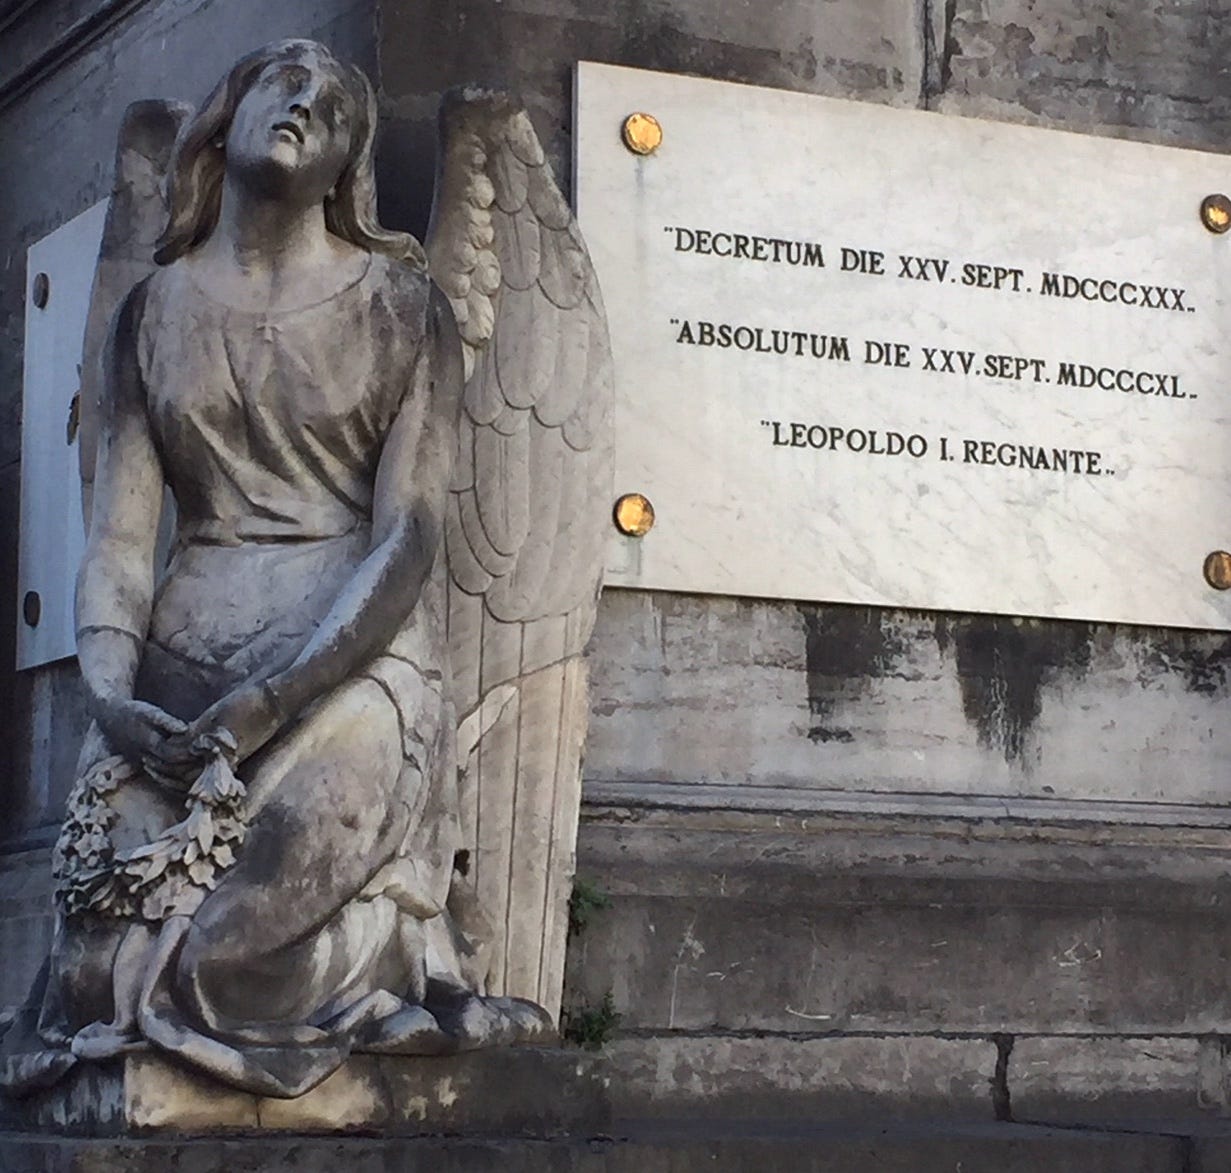 "DECRETUM DIE XXV. SEPT. MDCCCXXX„
"ABSOLUTUM DIE XXV. SEPT. MDCCCXL„
"LEOPOLDO I. REGNANTE„